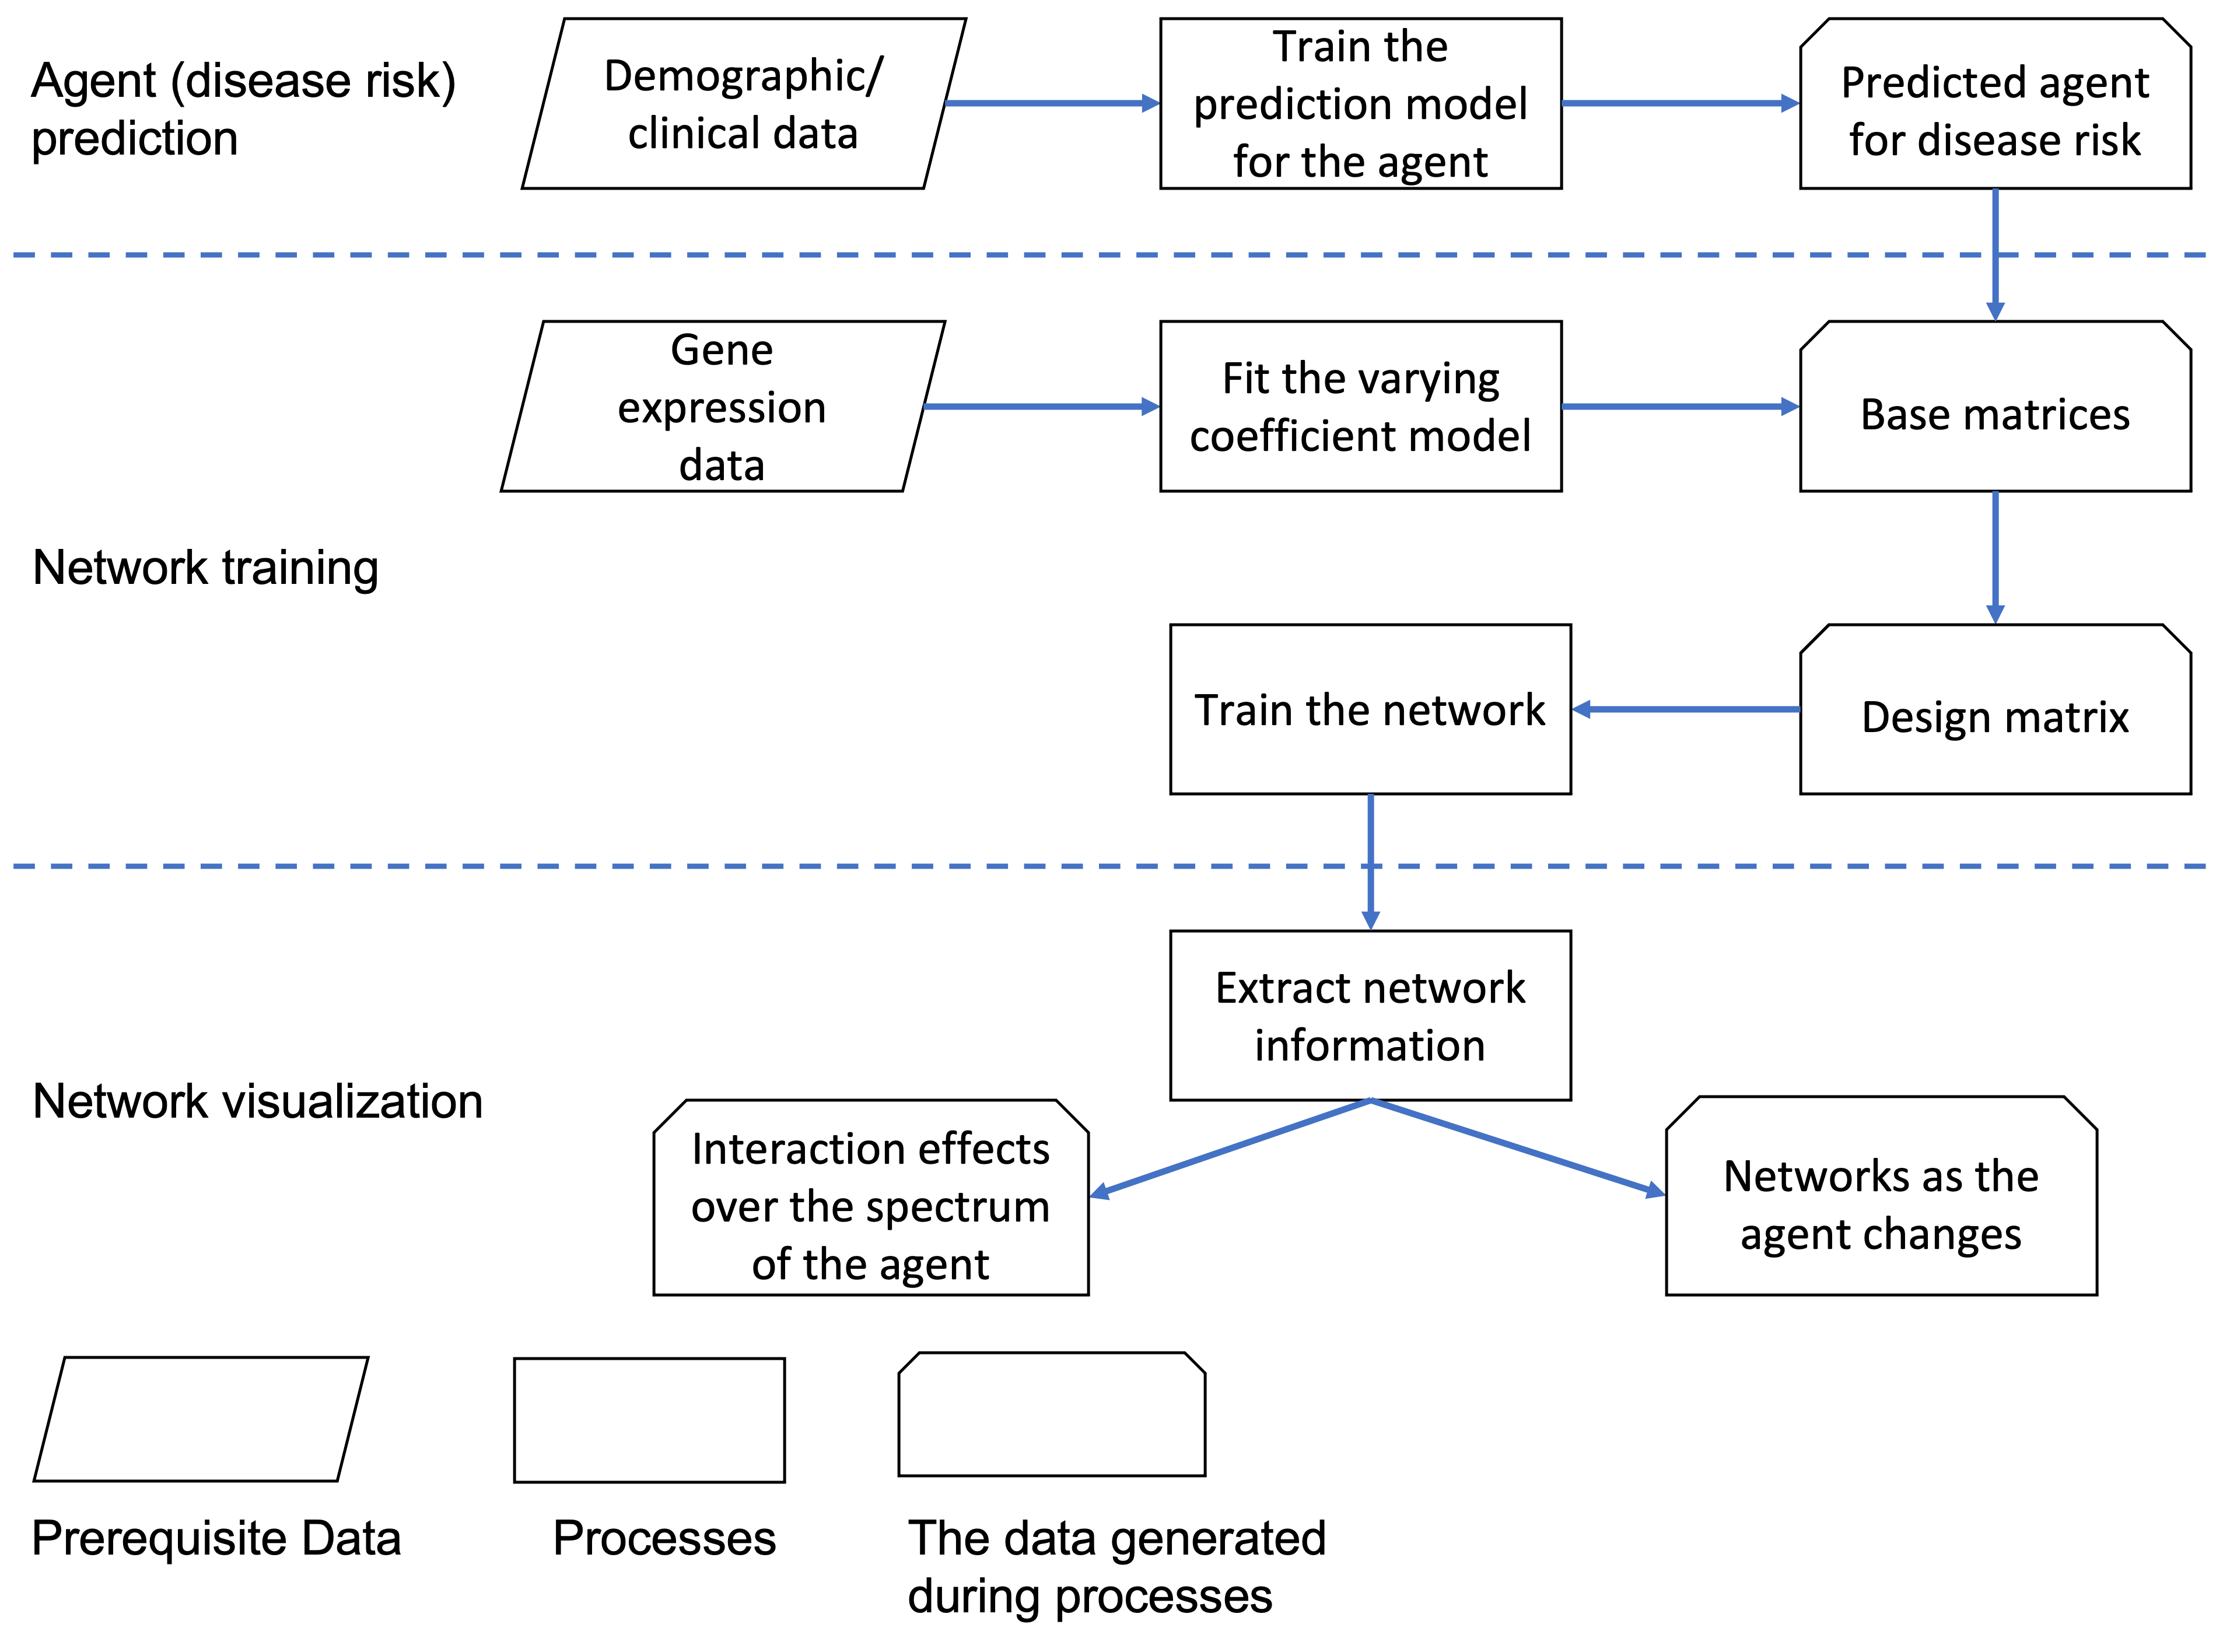 Agent (disease risk)
prediction
Demographic/
clinical data
Train the
prediction model
for the agent
Predicted agent
for disease risk
Gene
expression
data
Fit the varying
coefficient model
Base matrices
Network training
Train the network
Design matrix
Extract network
information
Network visualization
Interaction effects
over the spectrum
of the agent
Networks as the
agent changes
Prerequisite Data
Processes
The data generated
during processes